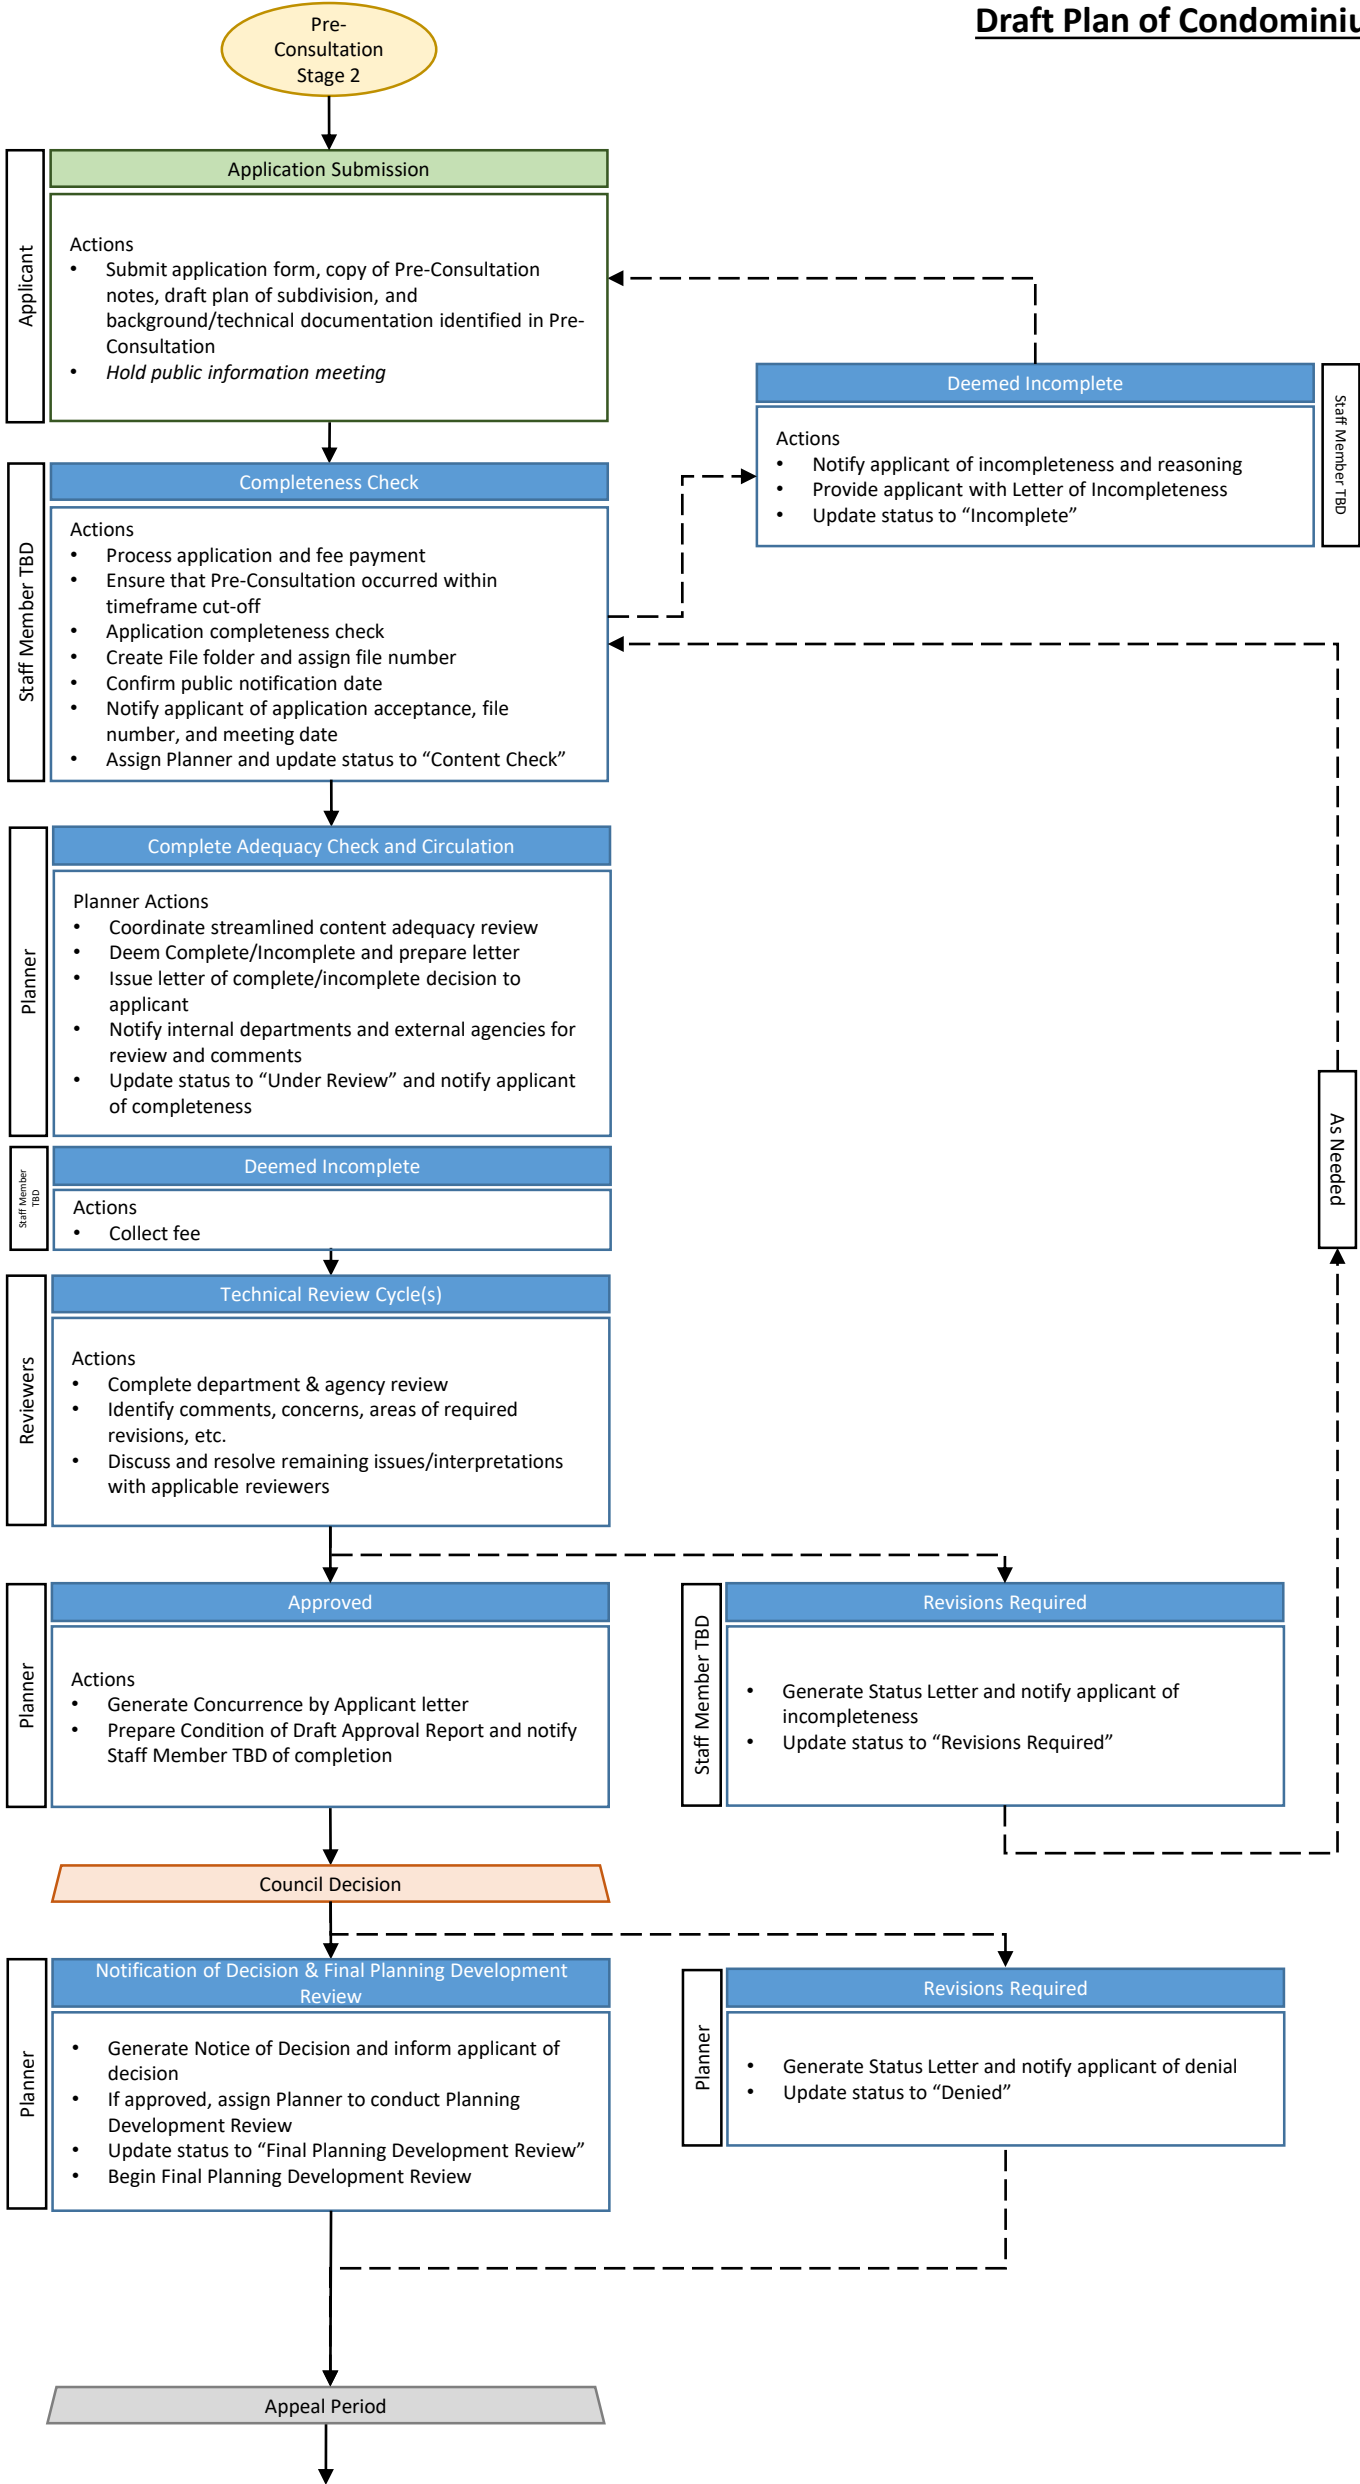 Draft Plan of Condominiu
Pre-
Consultation
Stage 2
Applicant
Application Submission
Actions
• Submit application form, copy of Pre-Consultation
notes, draft plan of subdivision, and
background/technical documentation identified in Pre-
Consultation
• Hold public information meeting
Deemed Incomplete
Staff Member TBD
Actions
• Notify applicant of incompleteness and reasoning
• Provide applicant with Letter of Incompleteness
• Update status to “Incomplete”
Staff Member TBD
Completeness Check
Actions
• Process application and fee payment
• Ensure that Pre-Consultation occurred within
timeframe cut-off
• Application completeness check
• Create File folder and assign file number
• Confirm public notification date
• Notify applicant of application acceptance, file
number, and meeting date
• Assign Planner and update status to “Content Check”
Planner
Complete Adequacy Check and Circulation
Planner Actions
• Coordinate streamlined content adequacy review
• Deem Complete/Incomplete and prepare letter
• Issue letter of complete/incomplete decision to
applicant
• Notify internal departments and external agencies for
review and comments
• Update status to “Under Review” and notify applicant
of completeness
As Needed
Staff Member
TBD
Deemed Incomplete
Actions
• Collect fee
Reviewers
Technical Review Cycle(s)
Actions
• Complete department & agency review
• Identify comments, concerns, areas of required
revisions, etc.
• Discuss and resolve remaining issues/interpretations
with applicable reviewers
Planner
Approved
Actions
• Generate Concurrence by Applicant letter
• Prepare Condition of Draft Approval Report and notify
Staff Member TBD of completion
Staff Member TBD
Revisions Required
• Generate Status Letter and notify applicant of
incompleteness
• Update status to “Revisions Required”
Council Decision
Planner
Notification of Decision & Final Planning Development
Review
• Generate Notice of Decision and inform applicant of
decision
• If approved, assign Planner to conduct Planning
Development Review
• Update status to “Final Planning Development Review”
• Begin Final Planning Development Review
Planner
Revisions Required
• Generate Status Letter and notify applicant of denial
• Update status to “Denied”
Appeal Period